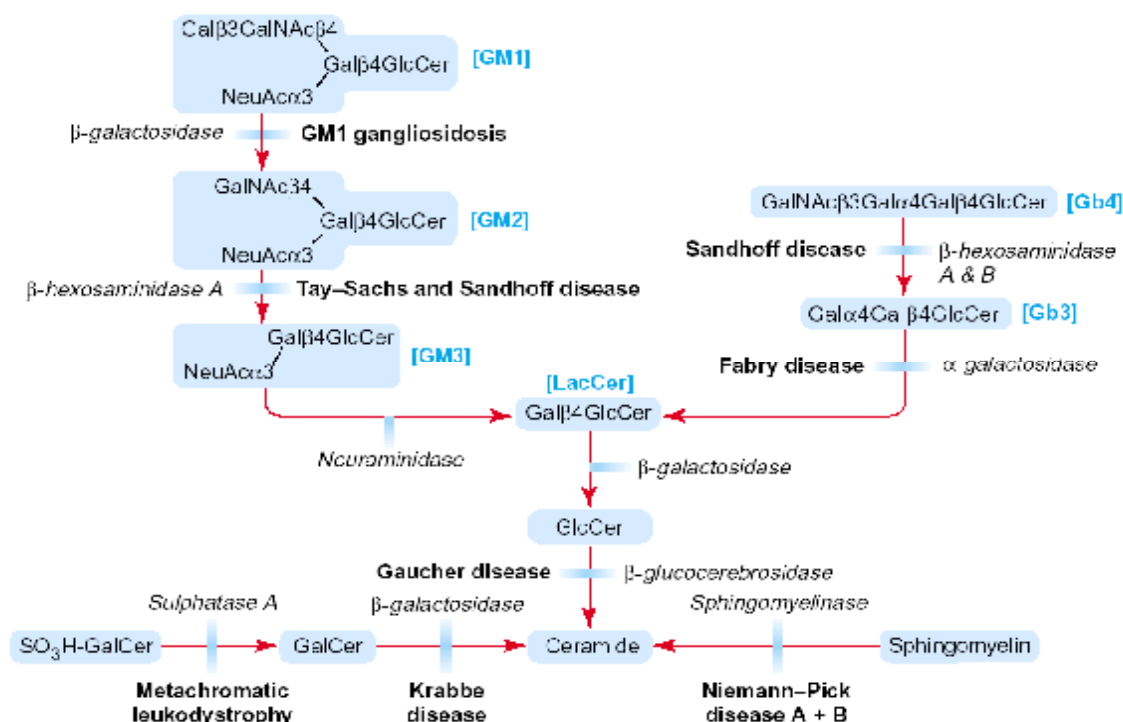 Galβ3GalNAcβ4
Galβ4GlcCer
[GM1]
NeuAcα3
β-galactosidase
GM1 gangliosidosis
GalNAcβ4
Galβ4GlcCer
[GM2]
NeuAcα3
β-hexosaminidase A
Tay–Sachs and Sandhoff disease
Galβ4GlcCer
[GM3]
NeuAcα3
Neuraminidase
GalNAcβ3Galα4Galβ4GlcCer
[Gb4]
Sandhoff disease
β-hexosaminidase
A & B
Galα4Ga β4GlcCer
[Gb3]
Fabry disease
α galactosidase
[LacCer]
Galβ4GlcCer
β-galactosidase
GlcCer
Gaucher disease
β-glucocerebrosidase
Sulphatase A
β-galactosidase
Sphingomyelinase
SO3H-GalCer
GalCer
Ceramide
Sphingomyelin
Metachromatic
leukodystrophy
Krabbe
disease
Niemann–Pick
disease A + B